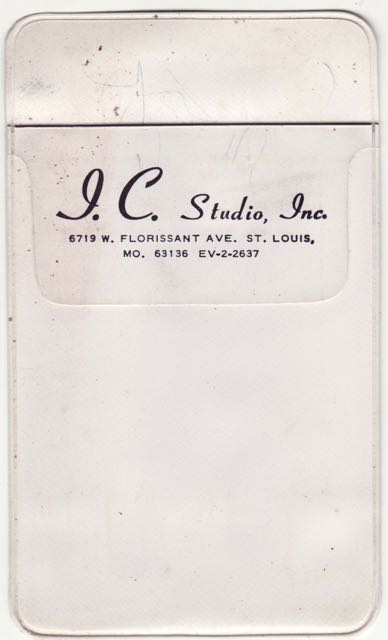 I. C. Studio, Inc.
6719 W. FLORISSANT AVE. ST. LOUIS,
MO. 63136 EV-2-2637